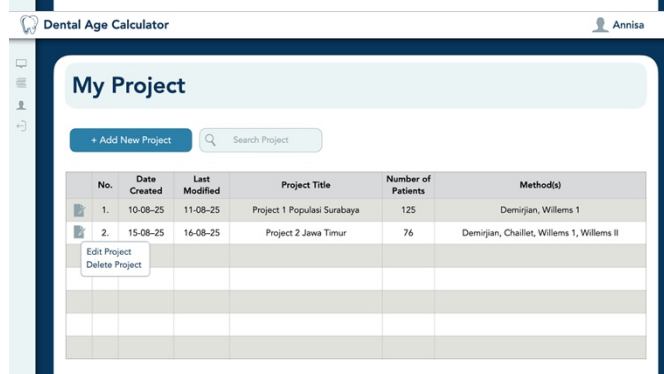 Dental Age Calculator
Annisa
My Project
+ Add New Project
Search Project
No. Date Created Last Modified Project Title Number of Patients Method(s)
1. 10-08–25 11-08–25 Project 1 Populasi Surabaya 125 Demirjian, Willems 1
2. 15-08–25 16-08–25 Project 2 Jawa Timur 76 Demirjian, Chaillet, Willems 1, Willems II
Edit Project
Delete Project